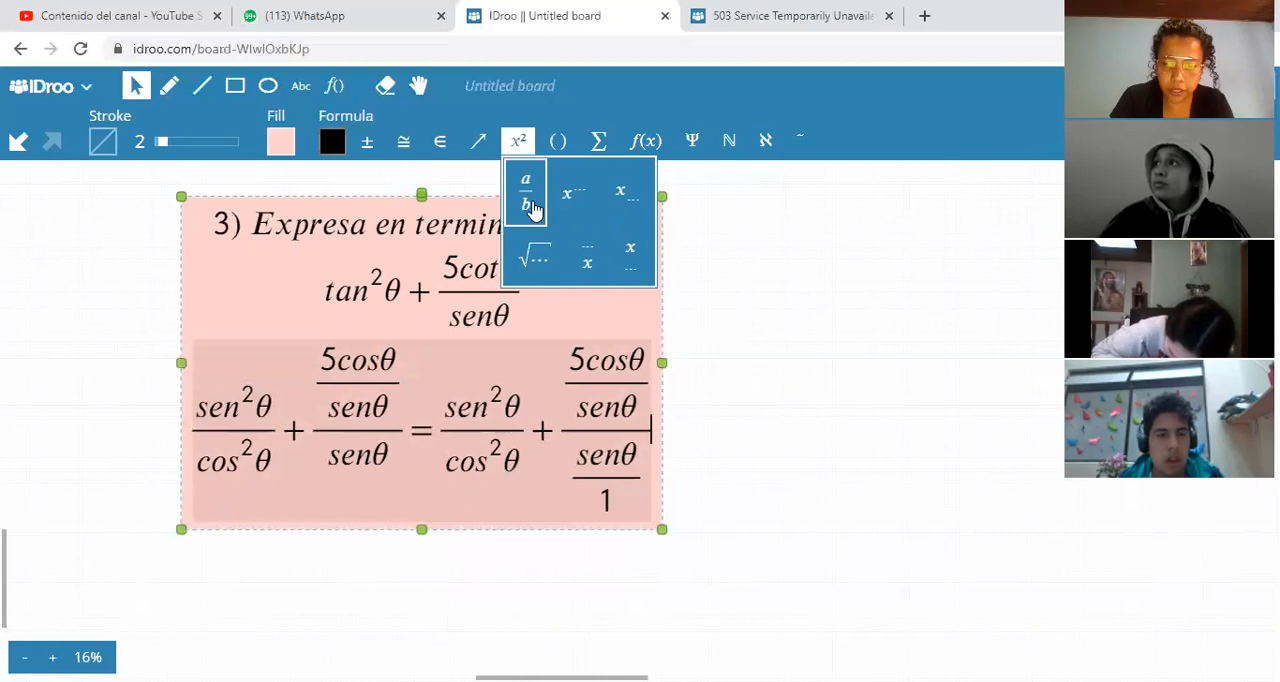 Contenido del canal - YouTube S
(113) WhatsApp
IDroo || Untitled board
503 Service Temporarily Unavaila
idroo.com/board-WIwIOxbKJp
IDroo
Abc
f()
Untitled board
Stroke
Fill
Formula
2
± ≅ ∈ x² ( ) ∑ f(x) Ψ ℕ ℵ ~
a/b x x
√... x x
3) Expresa en termin
tan²θ + 5cot / senθ
sen²θ / cos²θ + (5cosθ / senθ) / senθ = sen²θ / cos²θ + (5cosθ / senθ) / (senθ / 1)
- + 16%